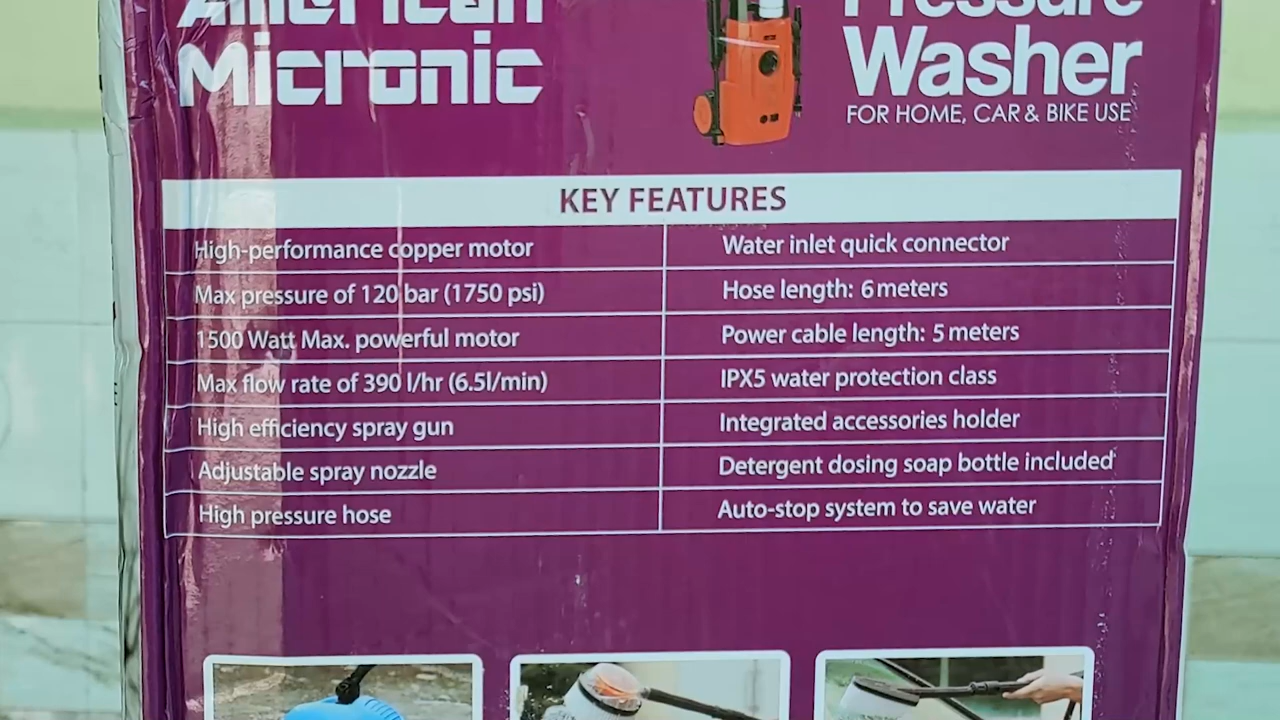 American
Micronic
Pressure
Washer
FOR HOME, CAR & BIKE USE
KEY FEATURES
High-performance copper motor
Water inlet quick connector
Max pressure of 120 bar (1750 psi)
Hose length: 6 meters
1500 Watt Max. powerful motor
Power cable length: 5 meters
Max flow rate of 390 l/hr (6.5l/min)
IPX5 water protection class
High efficiency spray gun
Integrated accessories holder
Adjustable spray nozzle
Detergent dosing soap bottle included
High pressure hose
Auto-stop system to save water